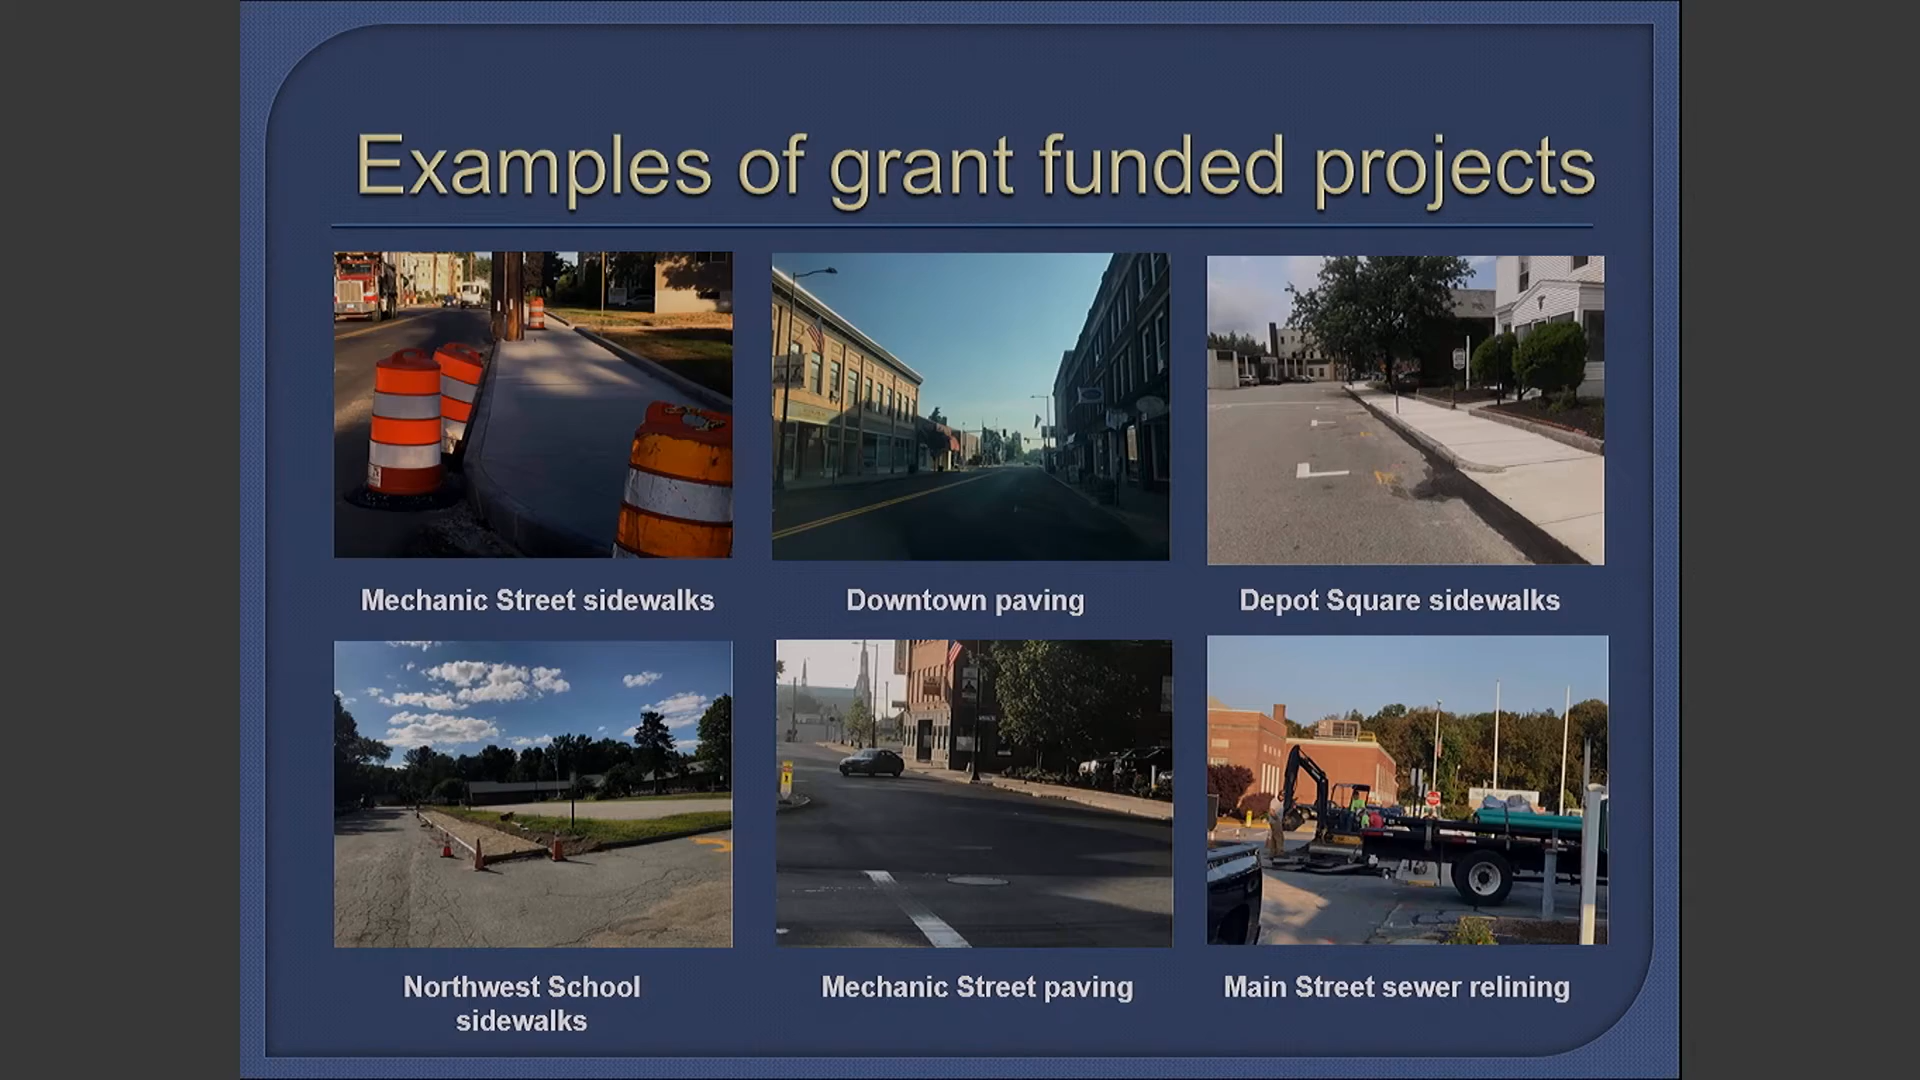 Examples of grant funded projects
Mechanic Street sidewalks
Downtown paving
Depot Square sidewalks
Northwest School
sidewalks
Mechanic Street paving
Main Street sewer relining